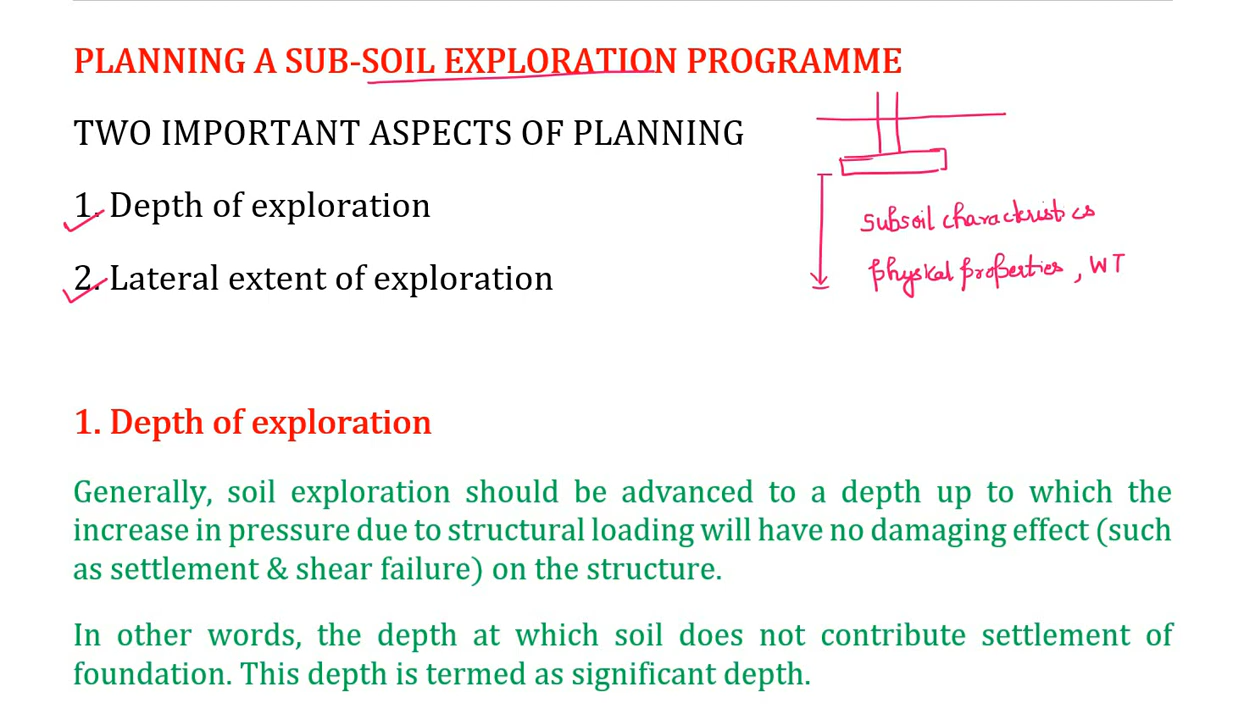 PLANNING A SUB-SOIL EXPLORATION PROGRAMME
TWO IMPORTANT ASPECTS OF PLANNING
1. Depth of exploration
2. Lateral extent of exploration
subsoil charactristics
physical properties, WT
1. Depth of exploration
Generally, soil exploration should be advanced to a depth up to which the
increase in pressure due to structural loading will have no damaging effect (such
as settlement & shear failure) on the structure.
In other words, the depth at which soil does not contribute settlement of
foundation. This depth is termed as significant depth.